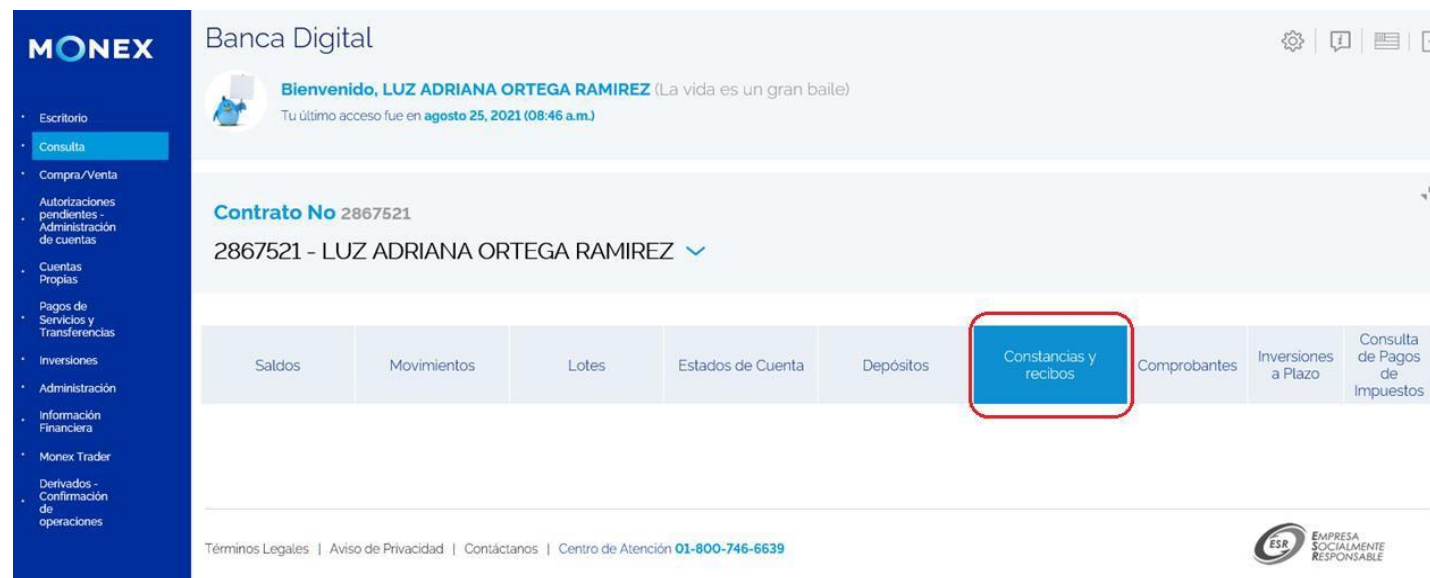 MONEX
Banca Digital
Bienvenido, LUZ ADRIANA ORTEGA RAMIREZ (La vida es un gran baile)
Tu último acceso fue en agosto 25, 2021 (08:46 a.m.)
Escritorio
Consulta
Compra/Venta
Autorizaciones
pendientes -
Administración
de cuentas
Cuentas
Propias
Pagos de
Servicios y
Transferencias
Inversiones
Administración
Información
Financiera
Monex Trader
Derivados -
Confirmación
de
operaciones
Contrato No 2867521
2867521 - LUZ ADRIANA ORTEGA RAMIREZ
Saldos
Movimientos
Lotes
Estados de Cuenta
Depósitos
Constancias y
recibos
Comprobantes
Inversiones
a Plazo
Consulta
de Pagos
de
Impuestos
Términos Legales | Aviso de Privacidad | Contáctanos | Centro de Atención 01-800-746-6639
ESR
EMPRESA
SOCIALMENTE
RESPONSABLE